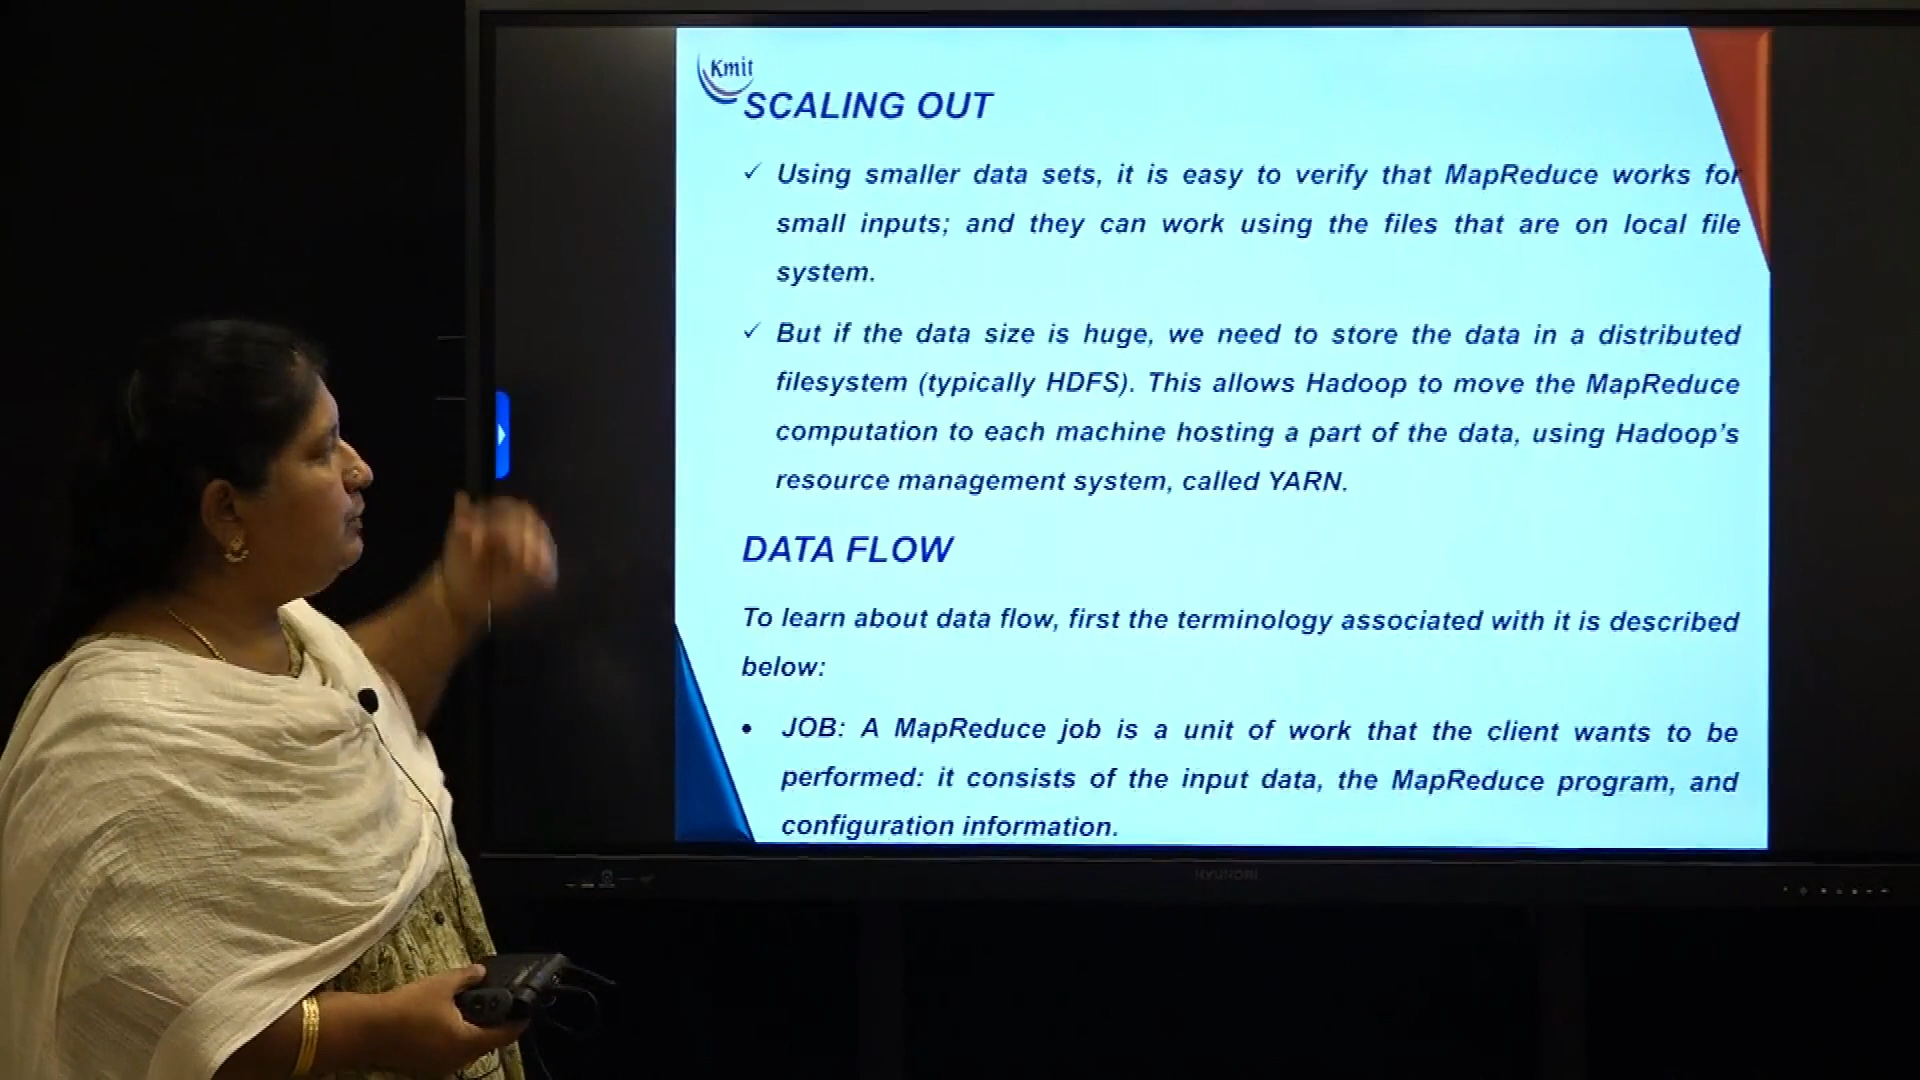 Kmit
SCALING OUT
✓ Using smaller data sets, it is easy to verify that MapReduce works for
small inputs; and they can work using the files that are on local file
system.
✓ But if the data size is huge, we need to store the data in a distributed
filesystem (typically HDFS). This allows Hadoop to move the MapReduce
computation to each machine hosting a part of the data, using Hadoop’s
resource management system, called YARN.
DATA FLOW
To learn about data flow, first the terminology associated with it is described
below:
• JOB: A MapReduce job is a unit of work that the client wants to be
performed: it consists of the input data, the MapReduce program, and
configuration information.
HYUNDAI